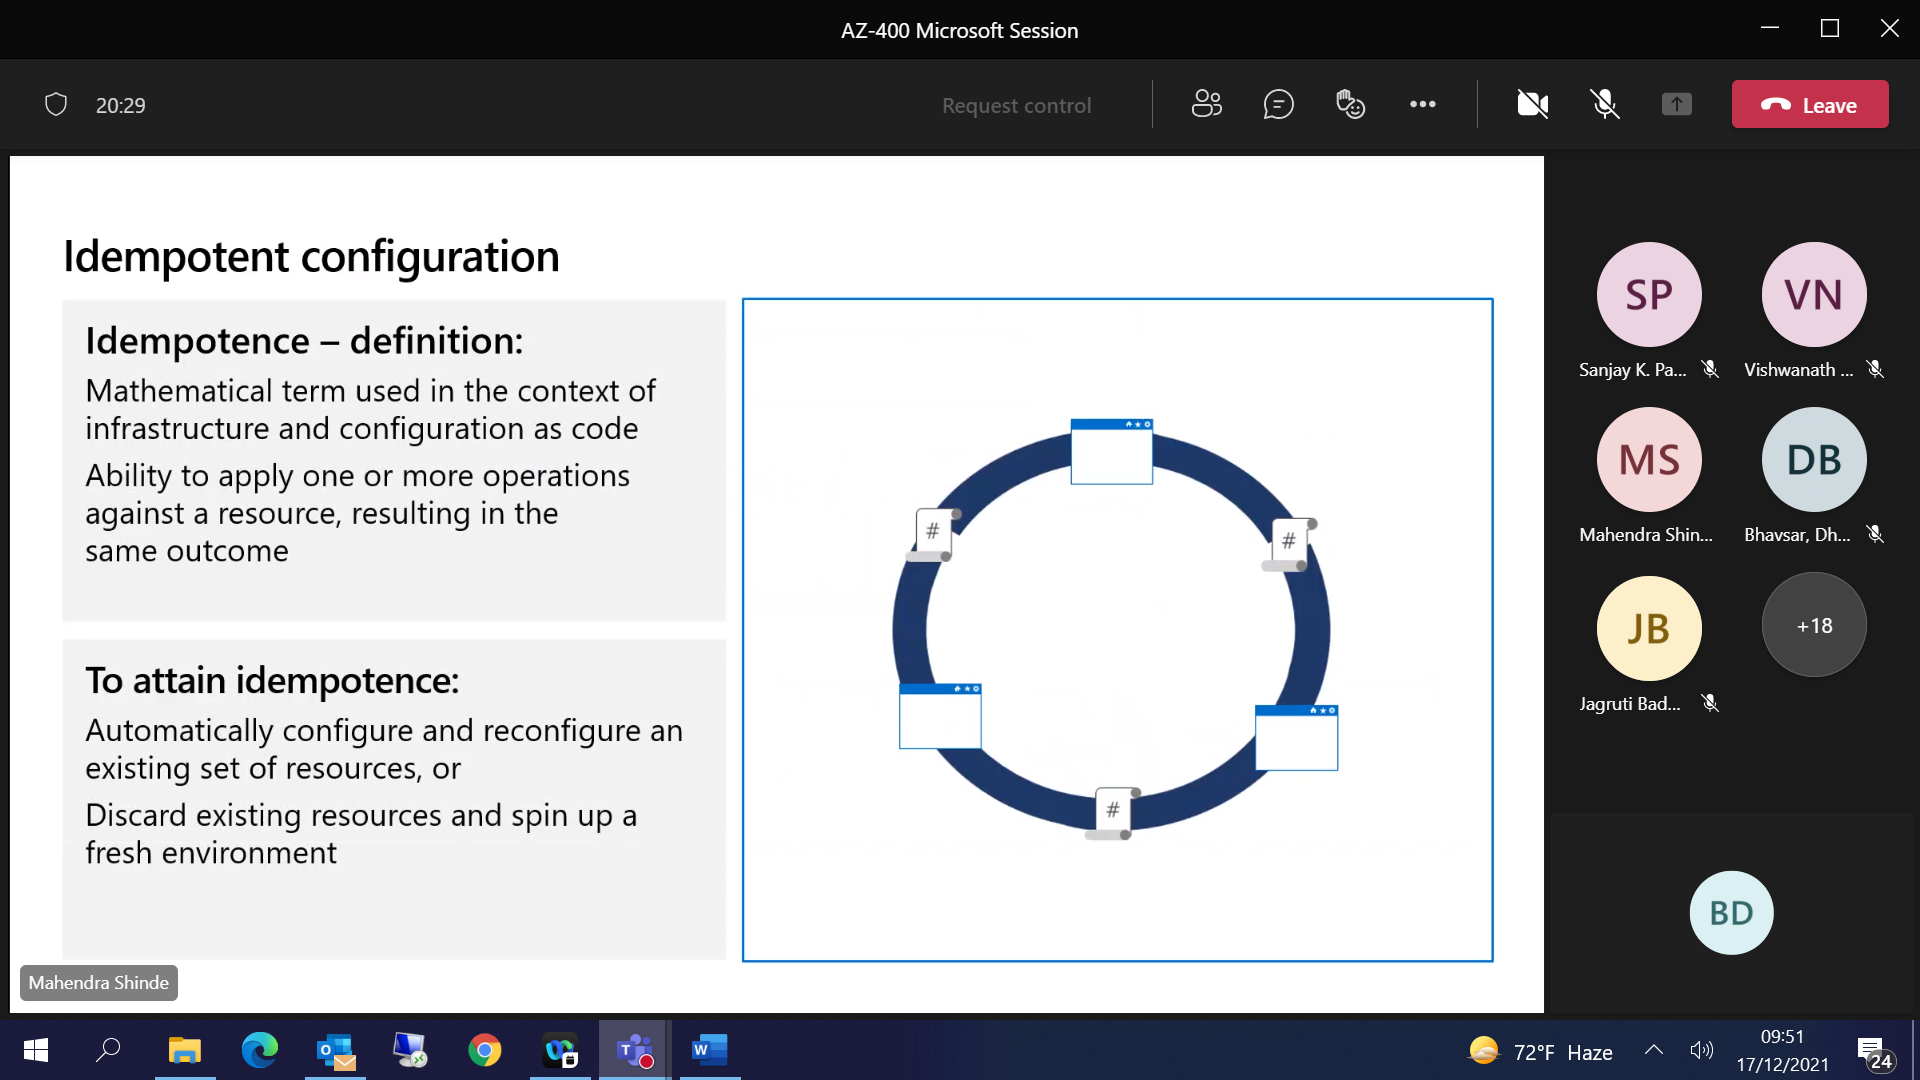 AZ-400 Microsoft Session
20:29
Request control
Leave
Idempotent configuration
Idempotence – definition:
Mathematical term used in the context of
infrastructure and configuration as code
Ability to apply one or more operations
against a resource, resulting in the
same outcome
To attain idempotence:
Automatically configure and reconfigure an
existing set of resources, or
Discard existing resources and spin up a
fresh environment
Mahendra Shinde
#
#
#
SP
VN
Sanjay K. Pa...
Vishwanath ...
MS
DB
Mahendra Shin...
Bhavsar, Dh...
JB
+18
Jagruti Bad...
BD
72°F Haze
09:51
17/12/2021
24